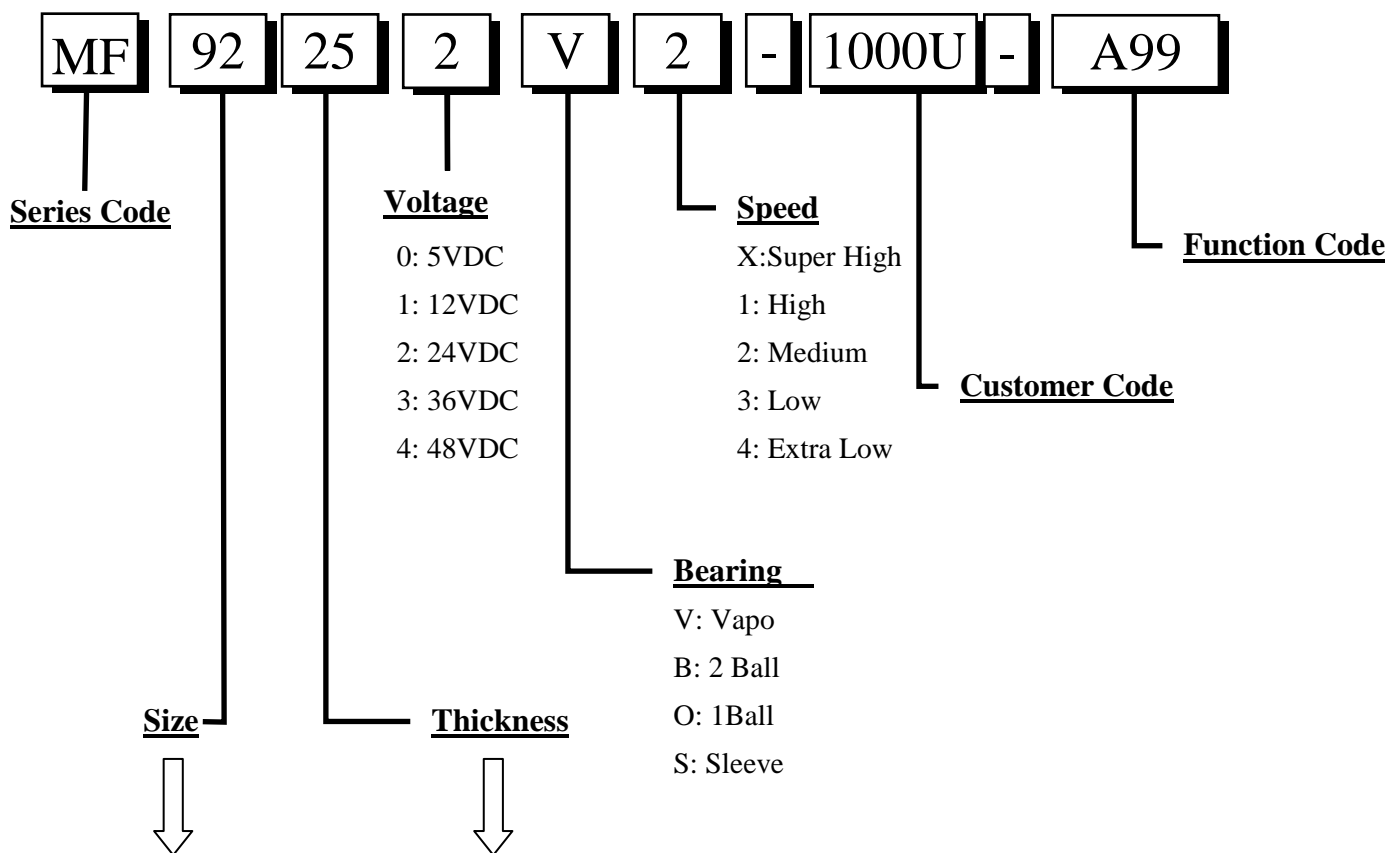 MF 92 25 2 V 2 - 1000U - A99
Series Code
Voltage
0: 5VDC
1: 12VDC
2: 24VDC
3: 36VDC
4: 48VDC
Speed
X:Super High
1: High
2: Medium
3: Low
4: Extra Low
Function Code
Customer Code
Bearing
V: Vapo
B: 2 Ball
O: 1Ball
S: Sleeve
Size
Thickness